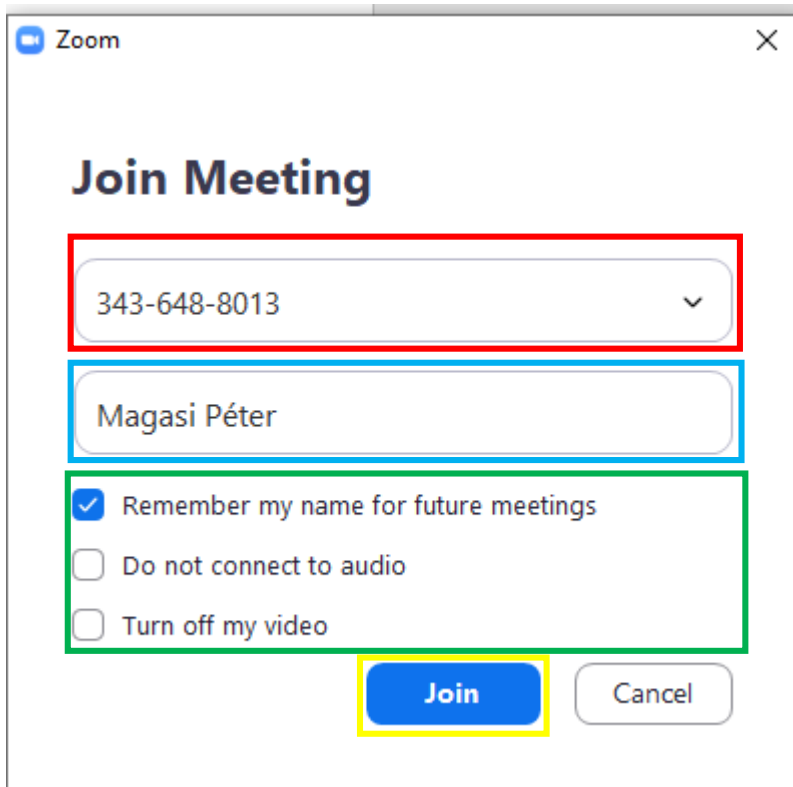 Zoom
Join Meeting
343-648-8013
Magasi Péter
Remember my name for future meetings
Do not connect to audio
Turn off my video
Join Cancel